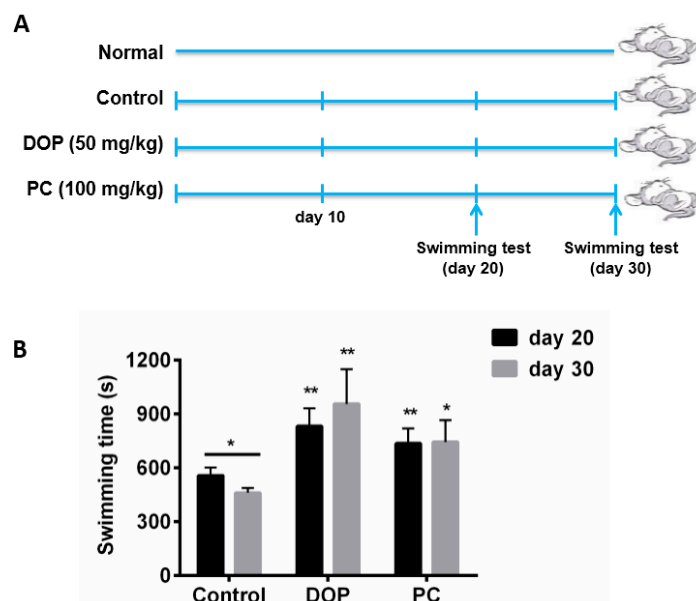 A
Normal
Control
DOP (50 mg/kg)
PC (100 mg/kg)
day 10
Swimming test
(day 20)
Swimming test
(day 30)
B
day 20
day 30
Swimming time (s)
1200
900
600
300
0
*
**
**
**
*
Control
DOP
PC